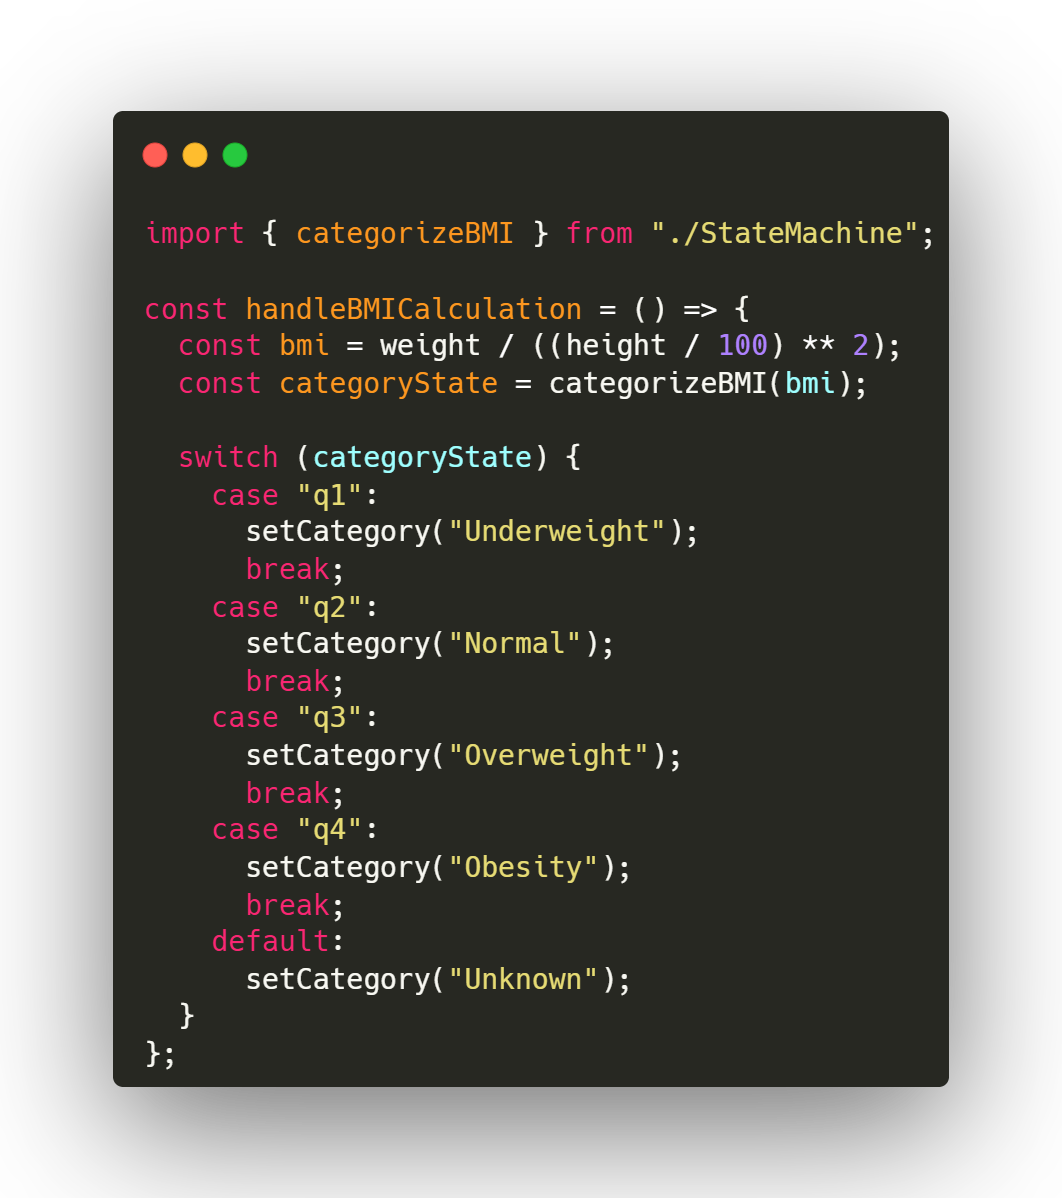 import { categorizeBMI } from "./StateMachine";

const handleBMICalculation = () => {
  const bmi = weight / ((height / 100) ** 2);
  const categoryState = categorizeBMI(bmi);

  switch (categoryState) {
    case "q1":
      setCategory("Underweight");
      break;
    case "q2":
      setCategory("Normal");
      break;
    case "q3":
      setCategory("Overweight");
      break;
    case "q4":
      setCategory("Obesity");
      break;
    default:
      setCategory("Unknown");
  }
};